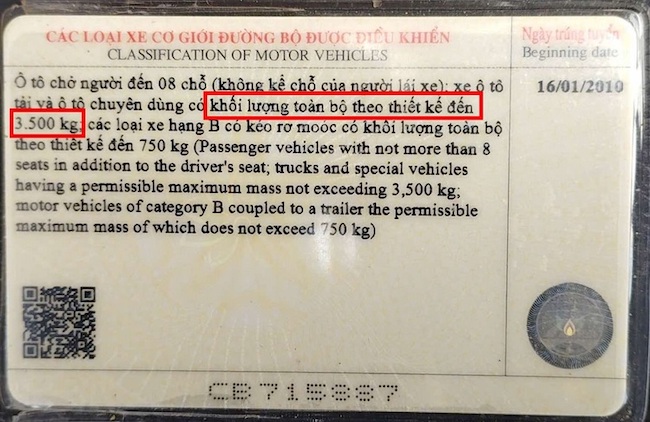 CÁC LOẠI XE CƠ GIỚI ĐƯỜNG BỘ ĐƯỢC ĐIỀU KHIỂN
CLASSIFICATION OF MOTOR VEHICLES
Ngày trúng tuyển
Beginning date
Ô tô chở người đến 08 chỗ (không kể chỗ của người lái xe); xe ô tô
tải và ô tô chuyên dùng có khối lượng toàn bộ theo thiết kế đến
3.500 kg; các loại xe hạng B có kéo rơ moóc có khối lượng toàn bộ
theo thiết kế đến 750 kg (Passenger vehicles with not more than 8
seats in addition to the driver's seat; trucks and special vehicles
having a permissible maximum mass not exceeding 3,500 kg;
motor vehicles of category B coupled to a trailer the permissible
maximum mass of which does not exceed 750 kg)
16/01/2010
CB715887